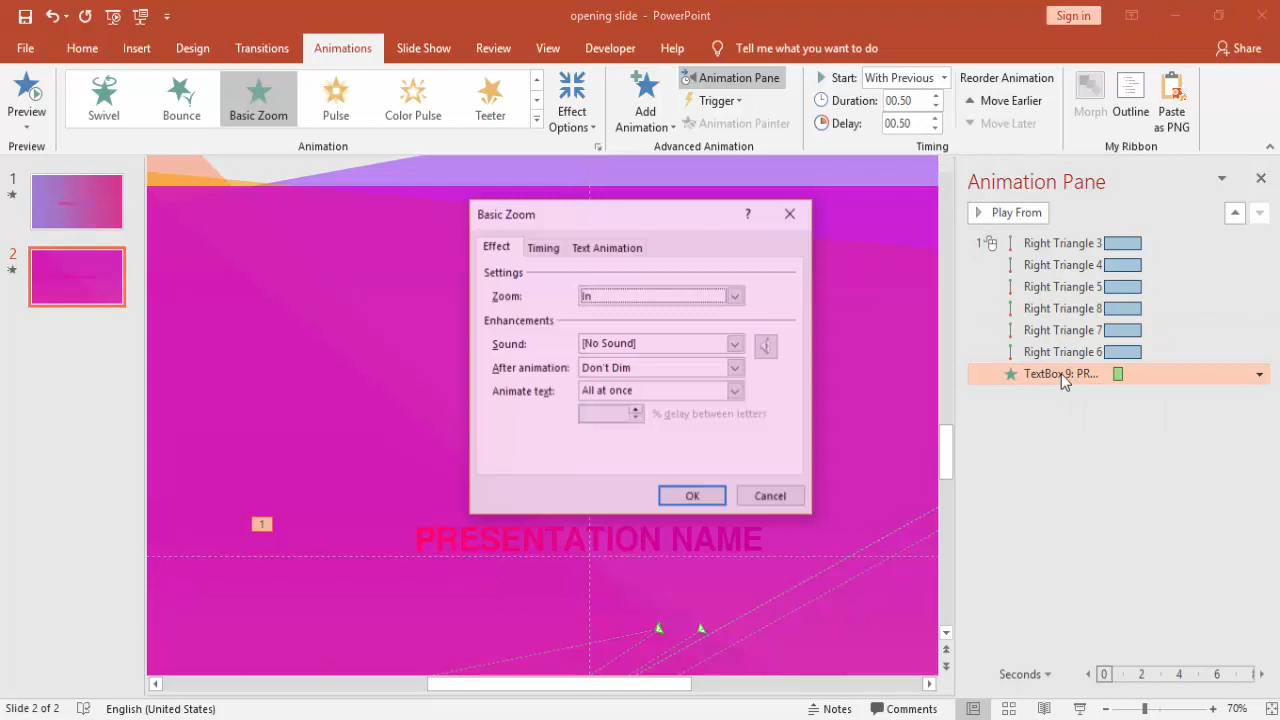 opening slide - PowerPoint
Sign in
File Home Insert Design Transitions Animations Slide Show Review View Developer Help Tell me what you want to do Share
Preview
Swivel Bounce Basic Zoom Pulse Color Pulse Teeter
Effect Options
Add Animation
Animation Pane
Trigger
Animation Painter
Start: With Previous
Duration: 00.50
Delay: 00.50
Reorder Animation
Move Earlier
Move Later
Morph Outline Paste as PNG
Preview Animation Advanced Animation Timing My Ribbon
1
2
Basic Zoom ?
Effect Timing Text Animation
Settings
Zoom: In
Enhancements
Sound: [No Sound]
After animation: Don't Dim
Animate text: All at once
% delay between letters
OK Cancel
1
PRESENTATION NAME
Animation Pane
Play From
1 Right Triangle 3
Right Triangle 4
Right Triangle 5
Right Triangle 8
Right Triangle 7
Right Triangle 6
TextBox 9: PR...
Seconds 0 2 4 6
Slide 2 of 2 English (United States) Notes Comments 70%